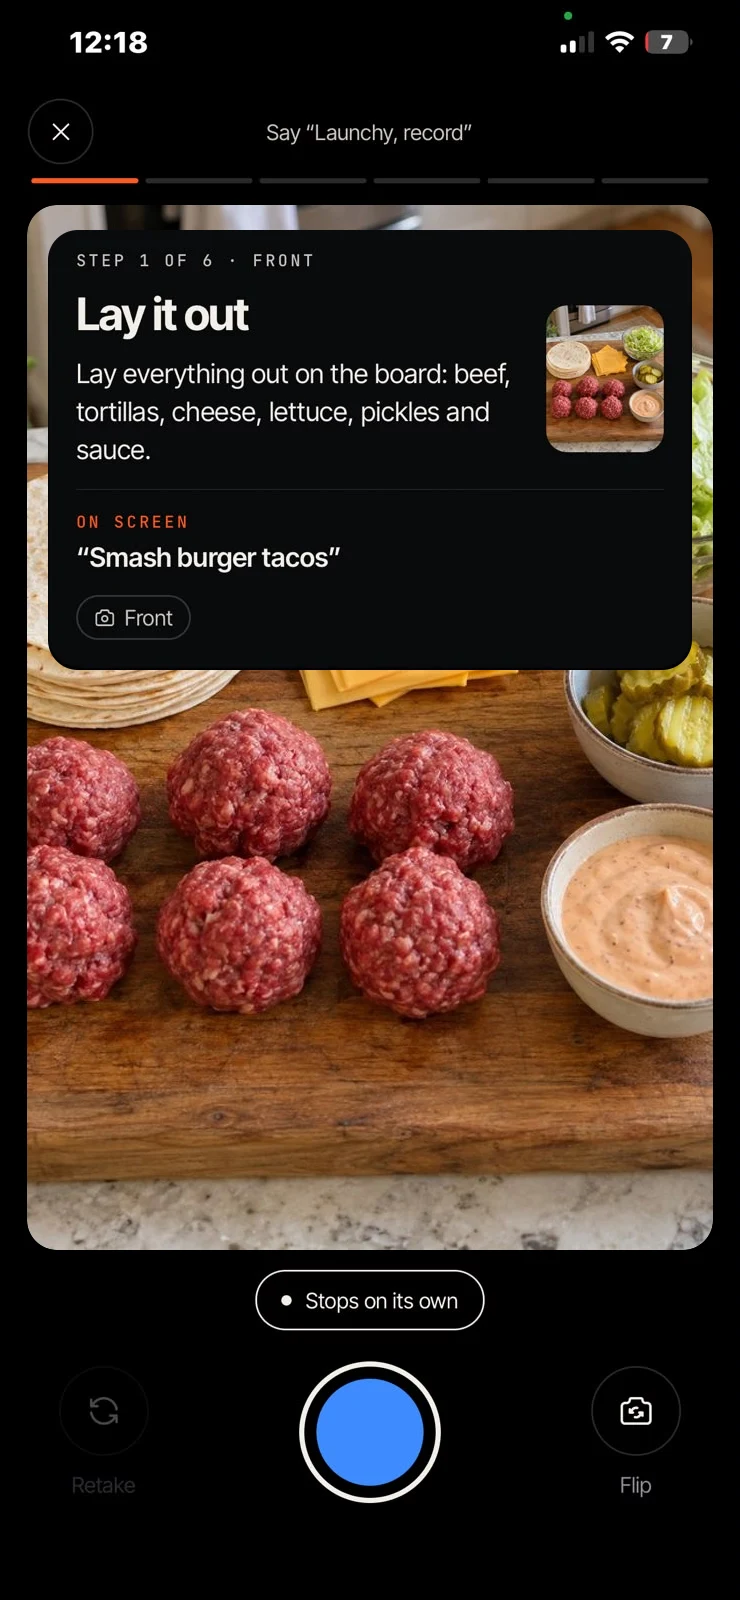 12:18
7
Say “Launchy, record”
STEP 1 OF 6 · FRONT
Lay it out
Lay everything out on the board: beef,
tortillas, cheese, lettuce, pickles and
sauce.
ON SCREEN
“Smash burger tacos”
Front
Stops on its own
Retake
Flip